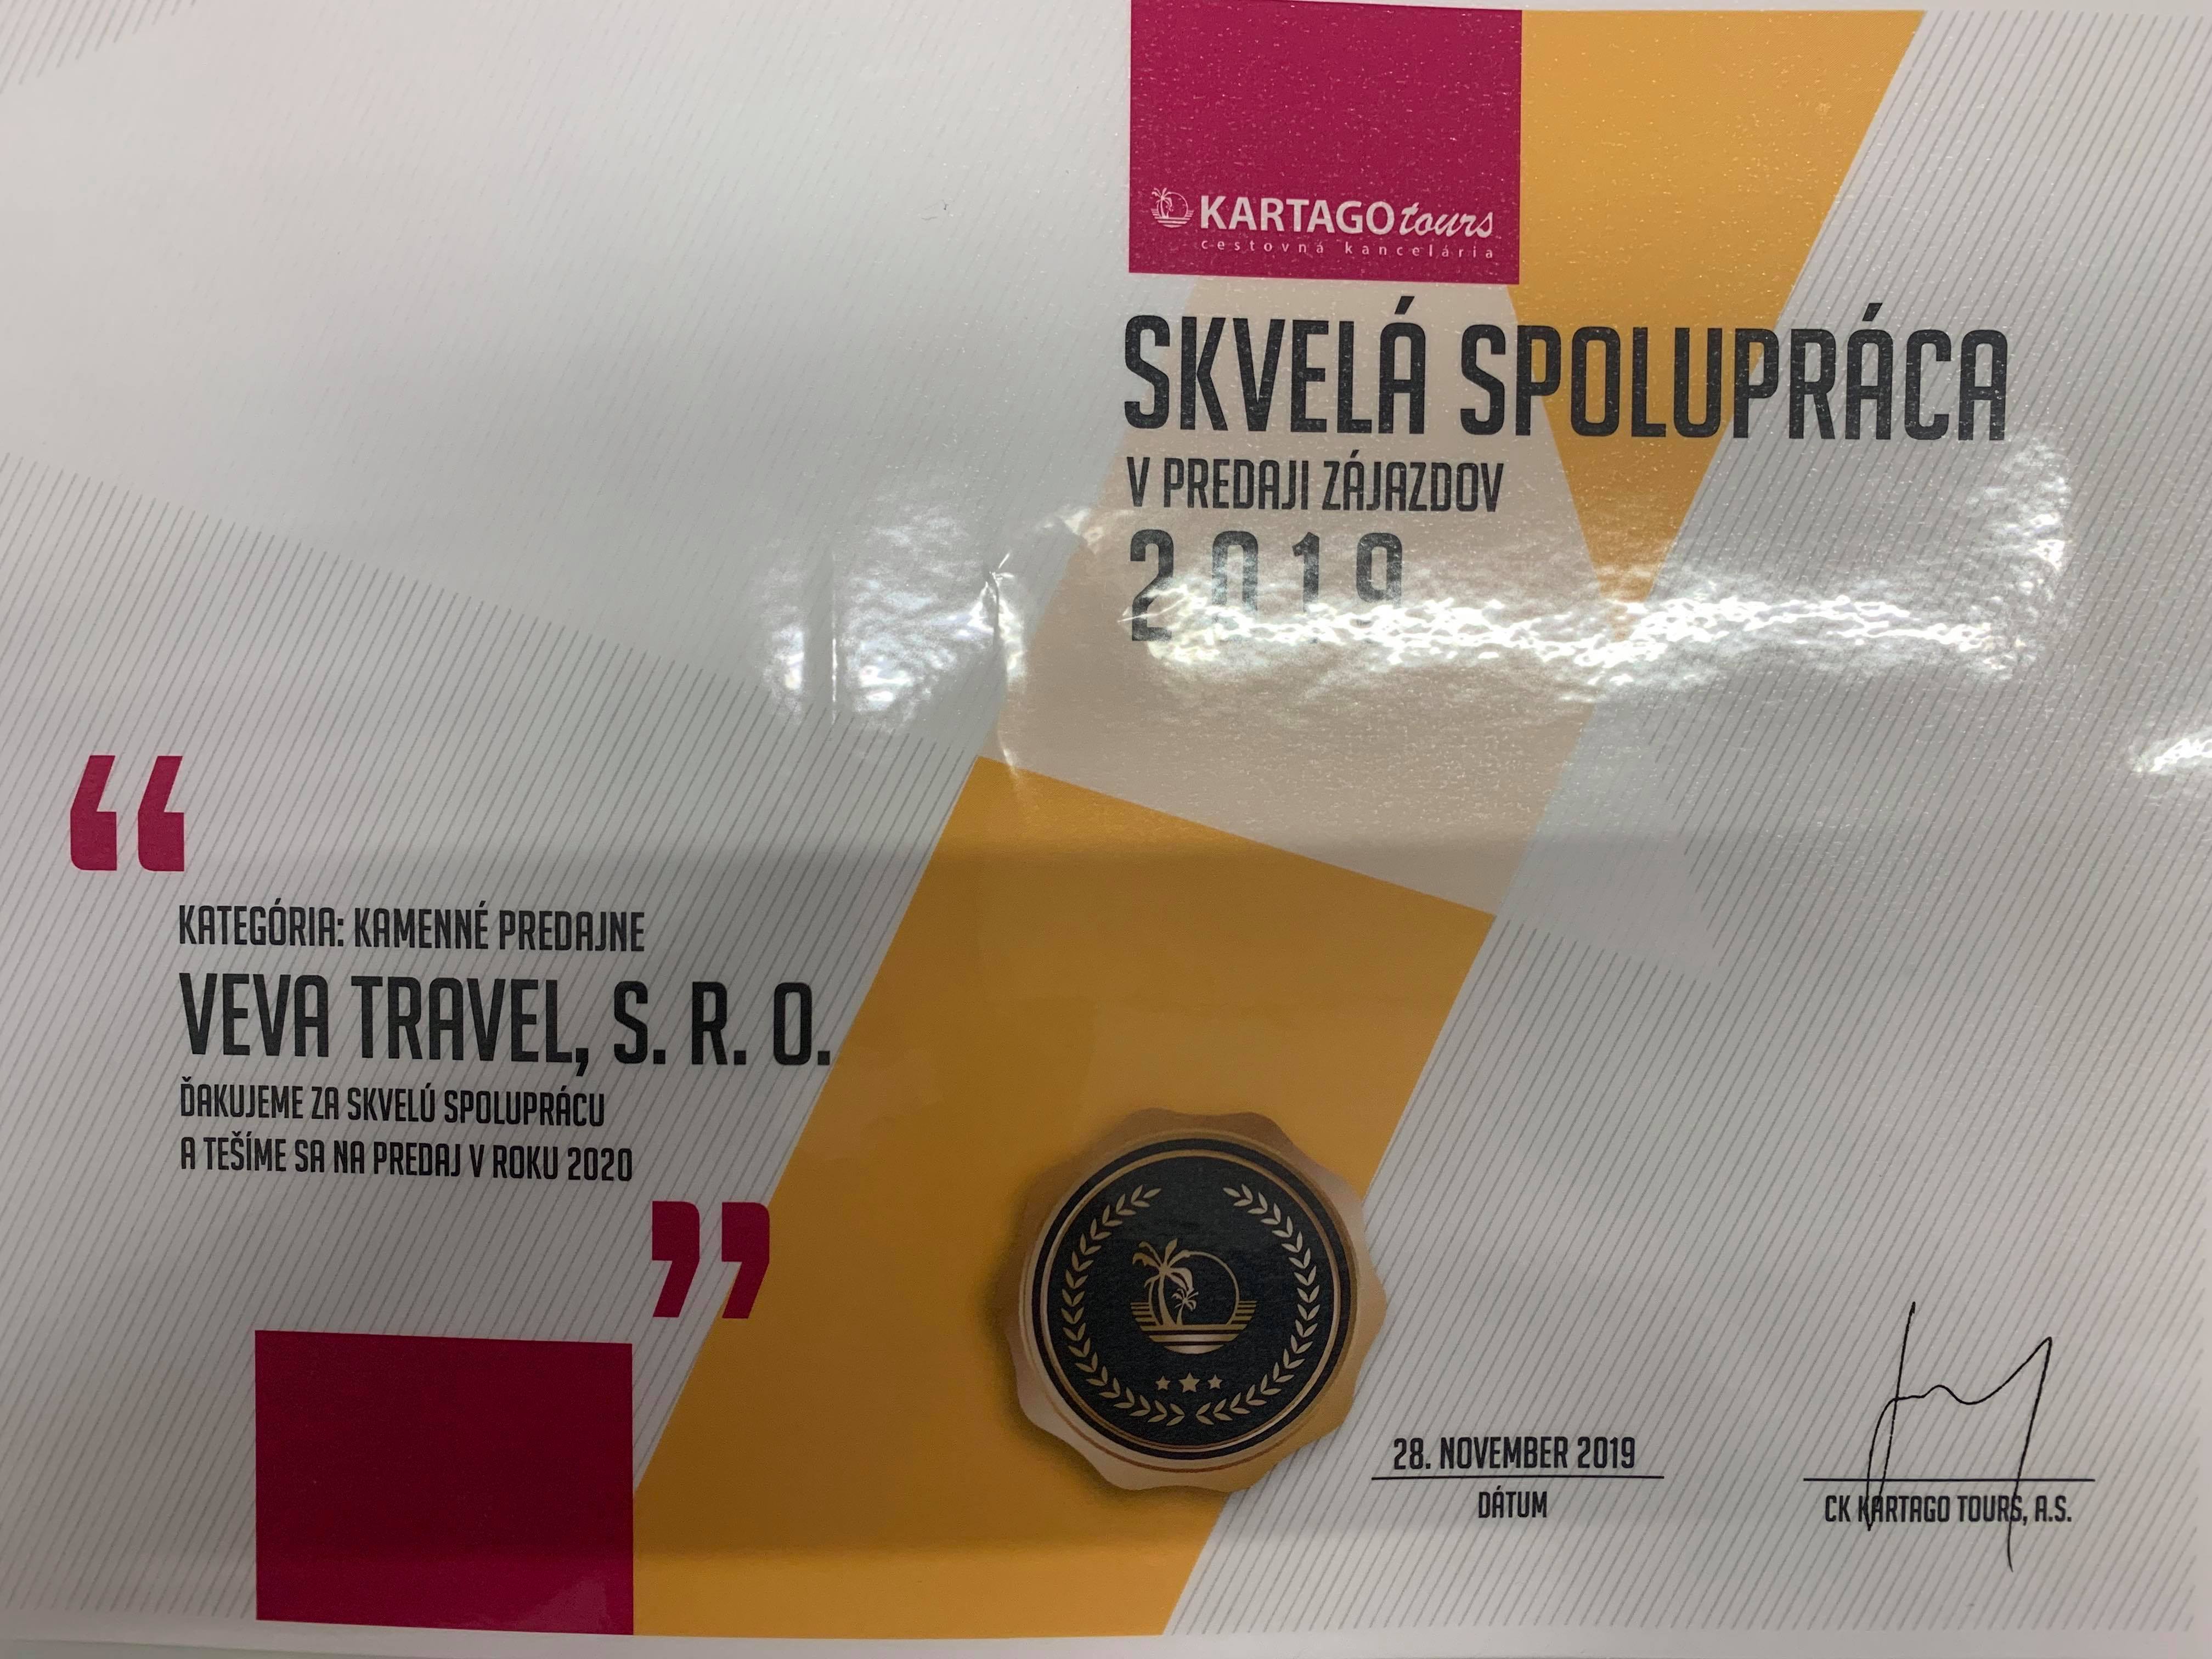 KARTAGO tours
cestovná kancelária
SKVELÁ SPOLUPRÁCA
V PREDAJI ZÁJAZDOV
2019
KATEGÓRIA: KAMENNÉ PREDAJNE
VEVA TRAVEL, S. R. O.
ĎAKUJEME ZA SKVELÚ SPOLUPRÁCU
A TEŠÍME SA NA PREDAJ V ROKU 2020
28. NOVEMBER 2019
DÁTUM
CK KARTAGO TOURS, A.S.